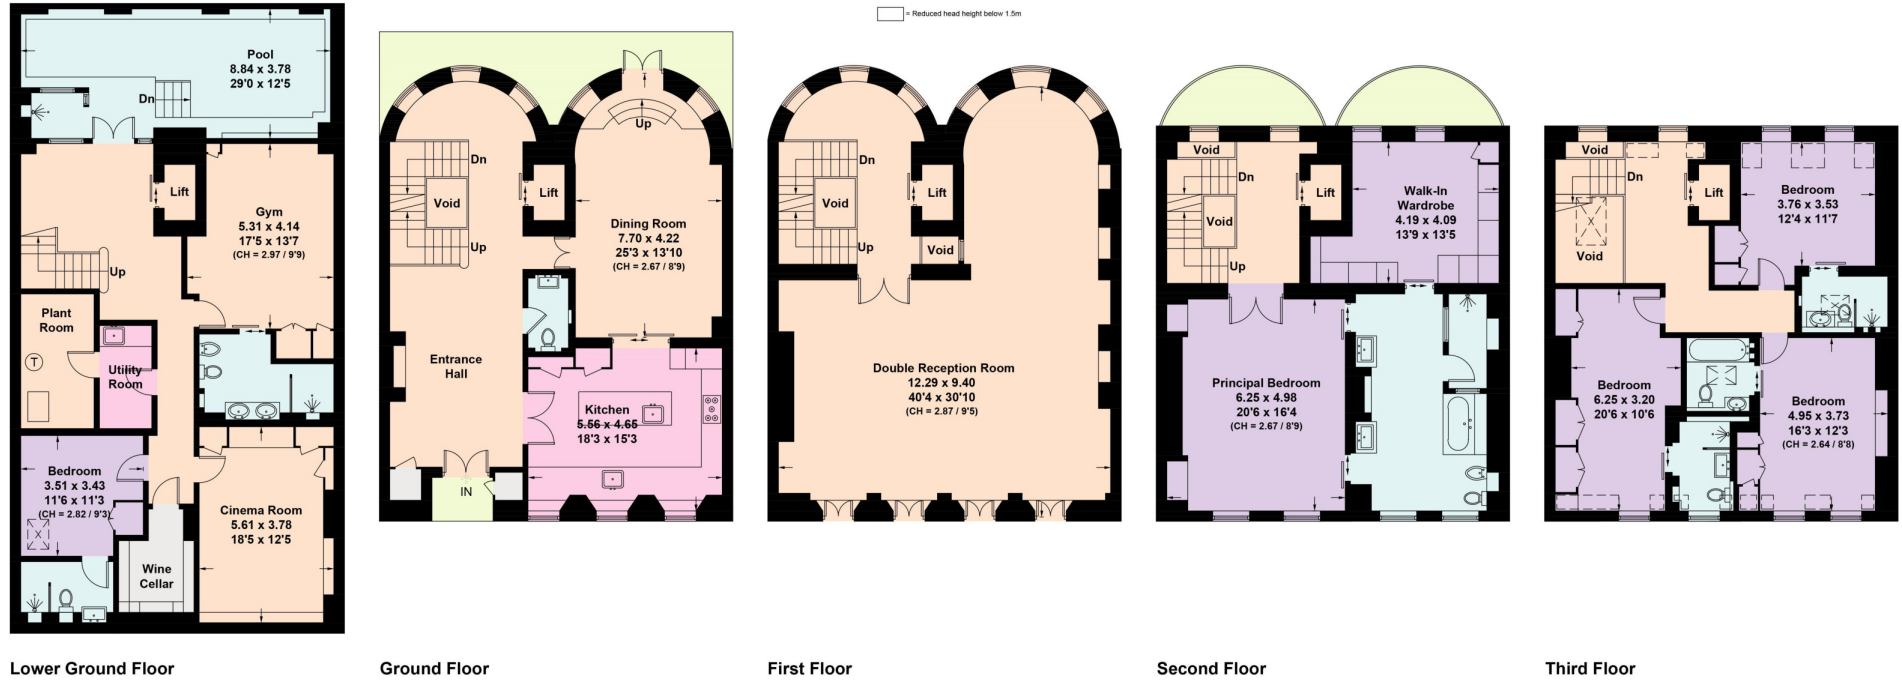 = Reduced head height below 1.5m
Pool
8.84 x 3.78
29'0 x 12'5
Dn
Lift
Gym
5.31 x 4.14
17'5 x 13'7
(CH = 2.97 / 9'9)
Up
Plant
Room
T
Utility
Room
Bedroom
3.51 x 3.43
11'6 x 11'3
(CH = 2.82 / 9'3)
Cinema Room
5.61 x 3.78
18'5 x 12'5
Wine
Cellar
Lower Ground Floor
Up
Dn
Lift
Void
Up
Dining Room
7.70 x 4.22
25'3 x 13'10
(CH = 2.67 / 8'9)
Entrance
Hall
Kitchen
5.56 x 4.65
18'3 x 15'3
IN
Ground Floor
Dn
Lift
Void
Up
Void
Double Reception Room
12.29 x 9.40
40'4 x 30'10
(CH = 2.87 / 9'5)
First Floor
Void
Dn
Lift
Void
Up
Walk-In
Wardrobe
4.19 x 4.09
13'9 x 13'5
Principal Bedroom
6.25 x 4.98
20'6 x 16'4
(CH = 2.67 / 8'9)
Second Floor
Void
Dn
Lift
Void
Bedroom
3.76 x 3.53
12'4 x 11'7
Bedroom
6.25 x 3.20
20'6 x 10'6
Bedroom
4.95 x 3.73
16'3 x 12'3
(CH = 2.64 / 8'8)
Third Floor